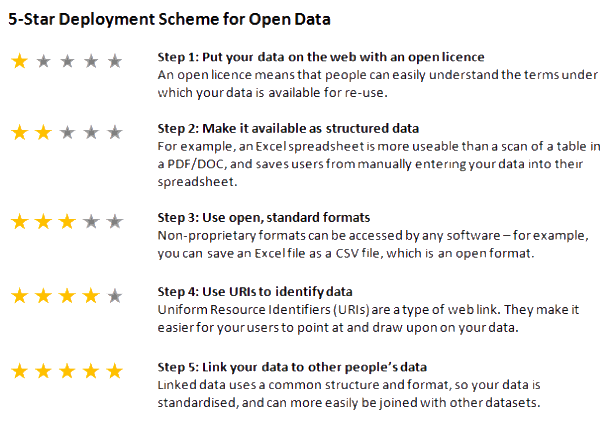 5-Star Deployment Scheme for Open Data
Step 1: Put your data on the web with an open licence
An open licence means that people can easily understand the terms under
which your data is available for re-use.
Step 2: Make it available as structured data
For example, an Excel spreadsheet is more useable than a scan of a table in
a PDF/DOC, and saves users from manually entering your data into their
spreadsheet.
Step 3: Use open, standard formats
Non-proprietary formats can be accessed by any software – for example,
you can save an Excel file as a CSV file, which is an open format.
Step 4: Use URIs to identify data
Uniform Resource Identifiers (URIs) are a type of web link. They make it
easier for your users to point at and draw upon on your data.
Step 5: Link your data to other people's data
Linked data uses a common structure and format, so your data is
standardised, and can more easily be joined with other datasets.